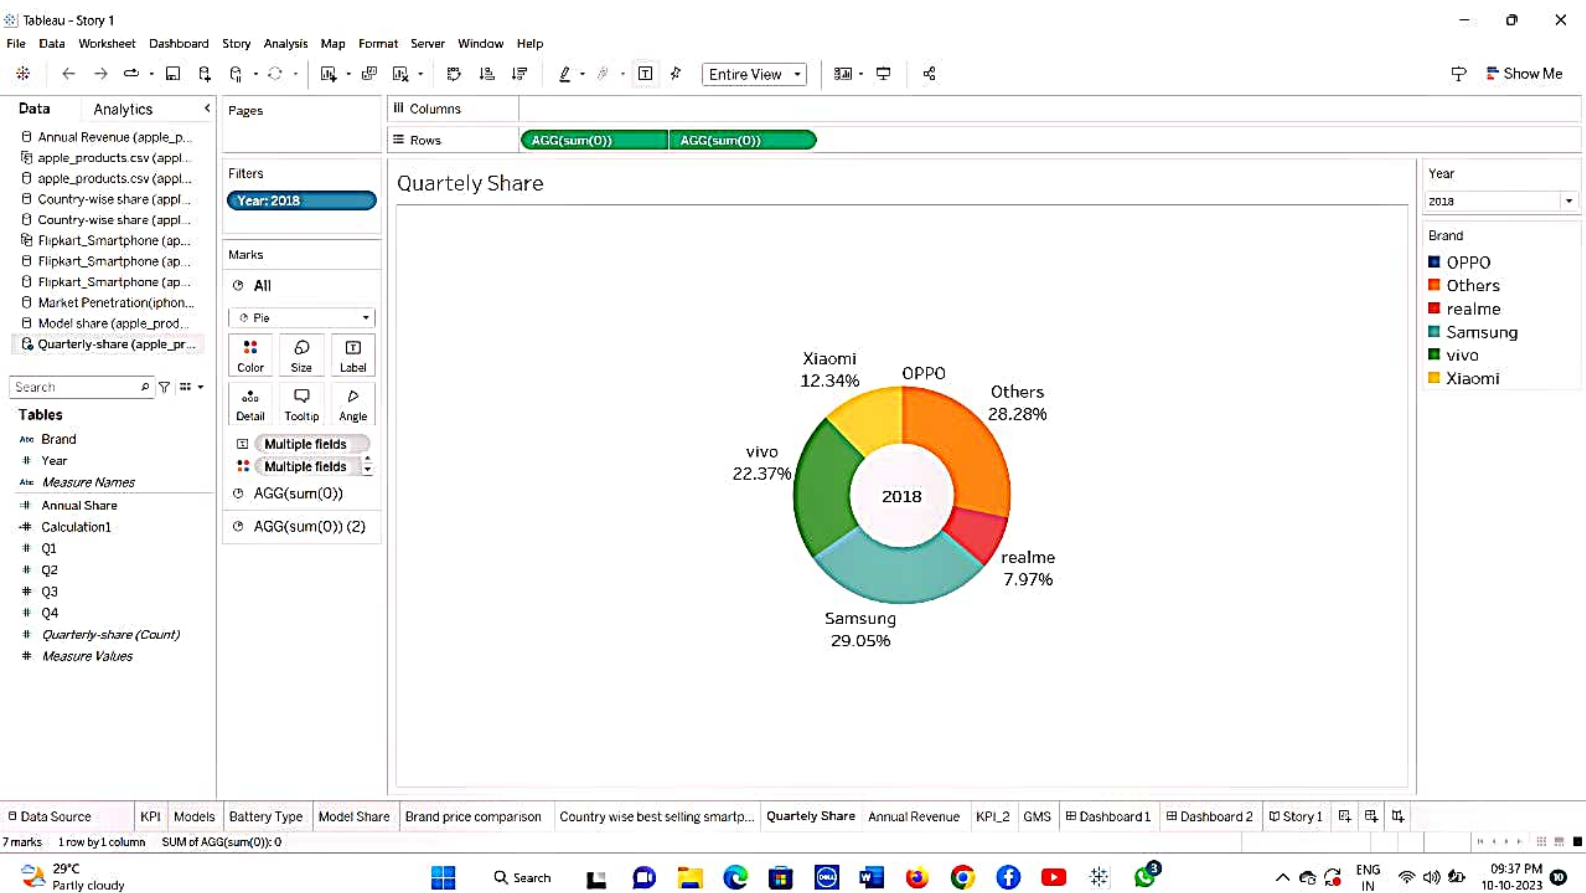 Tableau - Story 1
File Data Worksheet Dashboard Story Analysis Map Format Server Window Help
Entire View
Show Me
Data Analytics
Annual Revenue (apple_p...
apple_products.csv (appl...
apple_products.csv (appl...
Country-wise share (appl...
Country-wise share (appl...
Flipkart_Smartphone (ap...
Flipkart_Smartphone (ap...
Flipkart_Smartphone (ap...
Market Penetration(iphon...
Model share (apple_prod...
Quarterly-share (apple_pr...
Search
Tables
Abc Brand
# Year
Abc Measure Names
# Annual Share
# Calculation1
# Q1
# Q2
# Q3
# Q4
# Quarterly-share (Count)
# Measure Values
Pages
Filters
Year: 2018
Marks
All
Pie
Color Size Label
Detail Tooltip Angle
Multiple fields
Multiple fields
AGG(sum(0))
AGG(sum(0)) (2)
Columns
Rows
AGG(sum(0)) AGG(sum(0))
Quartely Share
Xiaomi
12.34%
OPPO
Others
28.28%
vivo
22.37%
2018
realme
7.97%
Samsung
29.05%
Year
2018
Brand
OPPO
Others
realme
Samsung
vivo
Xiaomi
Data Source KPI Models Battery Type Model Share Brand price comparison Country wise best selling smartp... Quartely Share Annual Revenue KPI_2 GMS Dashboard 1 Dashboard 2 Story 1
7 marks 1 row by 1 column SUM of AGG(sum(0)): 0
29°C
Partly cloudy
Search
DELL
3
ENG
IN
09:37 PM
10-10-2023
10